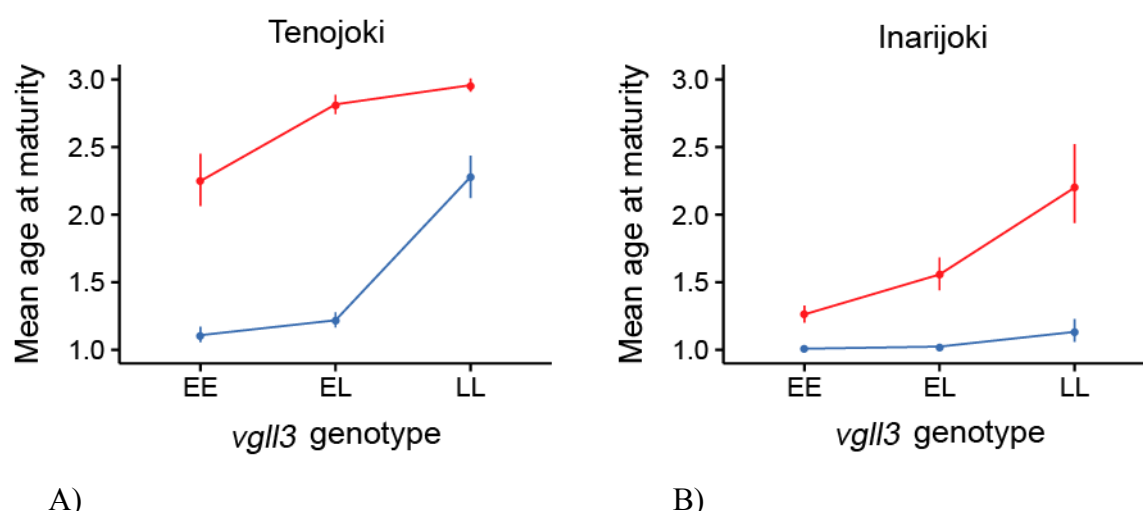 Tenojoki
Mean age at maturity
3.0
2.5
2.0
1.5
1.0
EE EL LL
vgll3 genotype
A)
Inarijoki
Mean age at maturity
3.0
2.5
2.0
1.5
1.0
EE EL LL
vgll3 genotype
B)